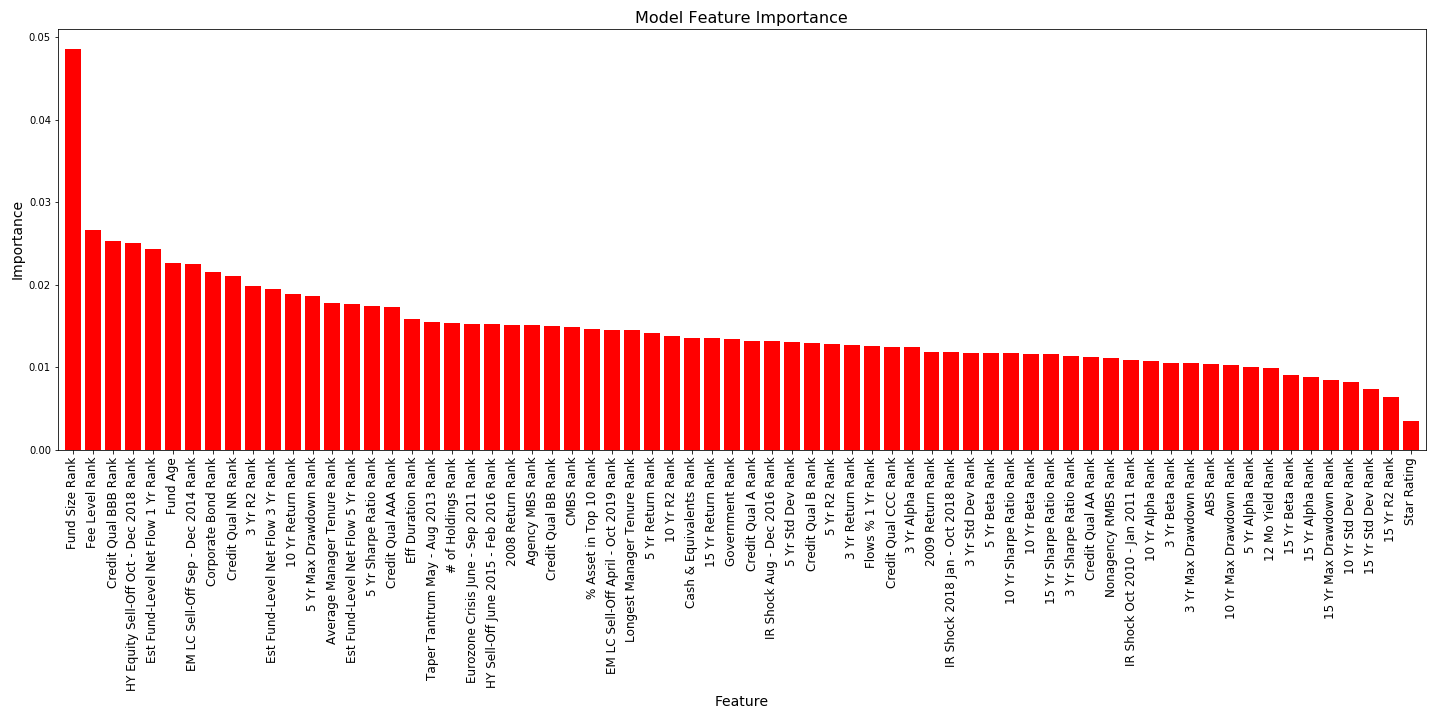 Model Feature Importance
Importance
0.05
0.04
0.03
0.02
0.01
0.00
Fund Size Rank
Fee Level Rank
Credit Qual BBB Rank
HY Equity Sell-Off Oct - Dec 2018 Rank
Est Fund-Level Net Flow 1 Yr Rank
Fund Age
EM LC Sell-Off Sep - Dec 2014 Rank
Corporate Bond Rank
Credit Qual NR Rank
3 Yr R2 Rank
Est Fund-Level Net Flow 3 Yr Rank
10 Yr Return Rank
5 Yr Max Drawdown Rank
Average Manager Tenure Rank
Est Fund-Level Net Flow 5 Yr Rank
5 Yr Sharpe Ratio Rank
Credit Qual AAA Rank
Eff Duration Rank
Taper Tantrum May - Aug 2013 Rank
# of Holdings Rank
Eurozone Crisis June - Sep 2011 Rank
HY Sell-Off June 2015 - Feb 2016 Rank
2008 Return Rank
Agency MBS Rank
Credit Qual BB Rank
CMBS Rank
% Asset in Top 10 Rank
EM LC Sell-Off April - Oct 2019 Rank
Longest Manager Tenure Rank
5 Yr Return Rank
10 Yr R2 Rank
Cash & Equivalents Rank
15 Yr Return Rank
Government Rank
Credit Qual A Rank
IR Shock Aug - Dec 2016 Rank
5 Yr Std Dev Rank
Credit Qual B Rank
5 Yr R2 Rank
3 Yr Return Rank
Flows % 1 Yr Rank
Credit Qual CCC Rank
3 Yr Alpha Rank
2009 Return Rank
IR Shock 2018 Jan - Oct 2018 Rank
3 Yr Std Dev Rank
5 Yr Beta Rank
10 Yr Sharpe Ratio Rank
10 Yr Beta Rank
15 Yr Sharpe Ratio Rank
3 Yr Sharpe Ratio Rank
Credit Qual AA Rank
Nonagency RMBS Rank
IR Shock Oct 2010 - Jan 2011 Rank
10 Yr Alpha Rank
3 Yr Beta Rank
3 Yr Max Drawdown Rank
ABS Rank
10 Yr Max Drawdown Rank
5 Yr Alpha Rank
12 Mo Yield Rank
15 Yr Beta Rank
15 Yr Alpha Rank
15 Yr Max Drawdown Rank
10 Yr Std Dev Rank
15 Yr Std Dev Rank
15 Yr R2 Rank
Star Rating
Feature